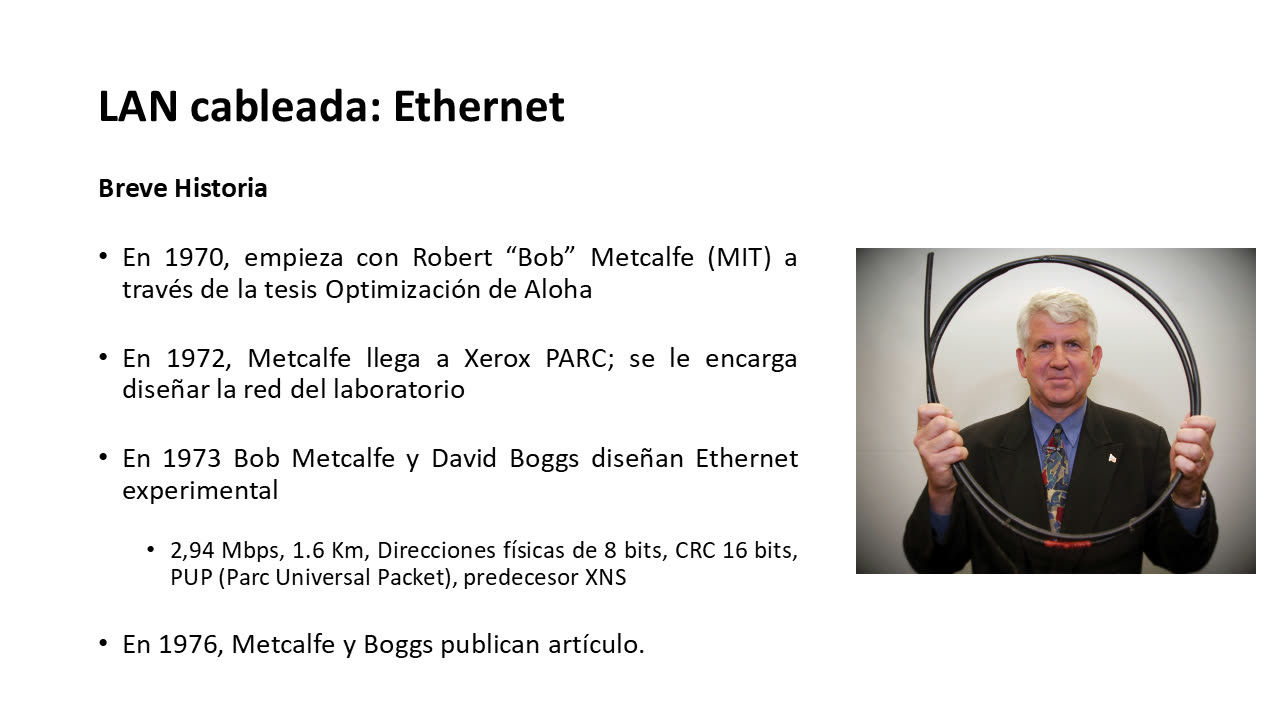 LAN cableada: Ethernet
Breve Historia
• En 1970, empieza con Robert “Bob” Metcalfe (MIT) a
través de la tesis Optimización de Aloha
• En 1972, Metcalfe llega a Xerox PARC; se le encarga
diseñar la red del laboratorio
• En 1973 Bob Metcalfe y David Boggs diseñan Ethernet
experimental
• 2,94 Mbps, 1.6 Km, Direcciones físicas de 8 bits, CRC 16 bits,
PUP (Parc Universal Packet), predecesor XNS
• En 1976, Metcalfe y Boggs publican artículo.